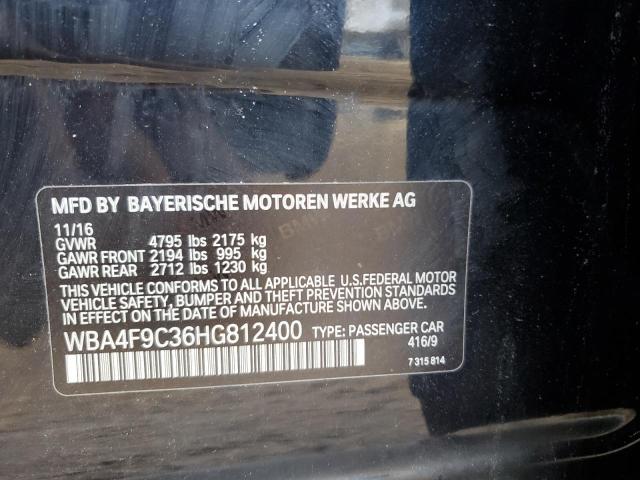 MFD BY BAYERISCHE MOTOREN WERKE AG
11/16
GVWR 4795 lbs 2175 kg
GAWR FRONT 2194 lbs 995 kg
GAWR REAR 2712 lbs 1230 kg
THIS VEHICLE CONFORMS TO ALL APPLICABLE U.S.FEDERAL MOTOR
VEHICLE SAFETY, BUMPER AND THEFT PREVENTION STANDARDS
IN EFFECT ON THE DATE OF MANUFACTURE SHOWN ABOVE.
WBA4F9C36HG812400 TYPE: PASSENGER CAR
416/9
7 315 814